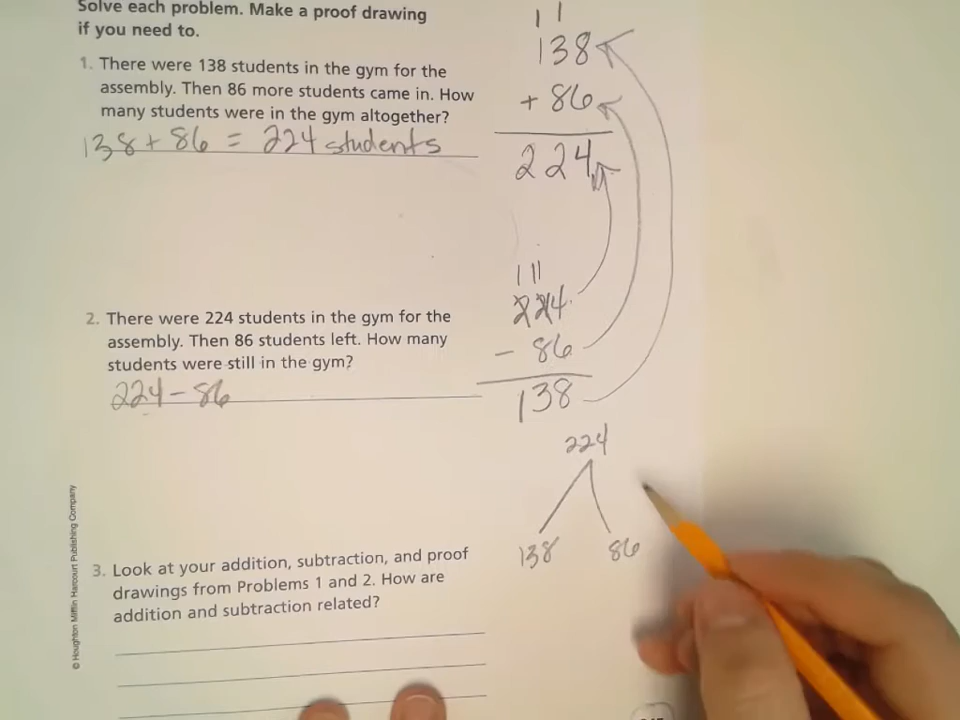 Solve each problem. Make a proof drawing
if you need to.
1. There were 138 students in the gym for the
assembly. Then 86 more students came in. How
many students were in the gym altogether?
138 + 86 = 224 students
1 1
138
+ 86
224
2. There were 224 students in the gym for the
assembly. Then 86 students left. How many
students were still in the gym?
224 - 86
1 11
224
- 86
138
224
138 86
3. Look at your addition, subtraction, and proof
drawings from Problems 1 and 2. How are
addition and subtraction related?
© Houghton Mifflin Harcourt Publishing Company